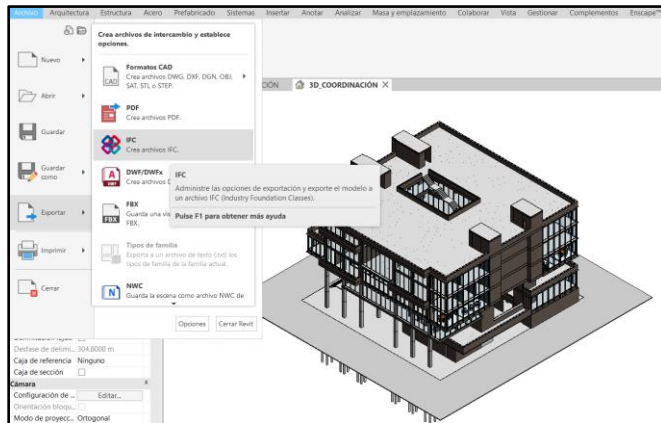 Archivo Arquitectura Estructura Acero Prefabricado Sistemas Insertar Anotar Analizar Masa y emplazamiento Colaborar Vista Gestionar Complementos Enscape™
Crea archivos de intercambio y establece
opciones.
Nuevo
Abrir
Guardar
Guardar
como
Exportar
Imprimir
Cerrar
CAD
Formatos CAD
Crea archivos DWG, DXF, DGN, OBJ,
SAT, STL o STEP.
PDF
Crea archivos PDF.
IFC
Crea archivos IFC.
DWF/DWFx
Crea archivos
FBX
Guarda una
FBX.
Tipos de familia
Exporta a un archivo de texto (.txt) los
tipos de familia de la familia actual.
NWC
Guarda la escena como archivo NWC de
Opciones Cerrar Revit
IFC
Administre las opciones de exportación y exporte el modelo a
un archivo IFC (Industry Foundation Classes).
Pulse F1 para obtener más ayuda
3D_COORDINACIÓN
Desfase de delimi... 304.8000 m
Caja de referencia Ninguno
Caja de sección
Cámara
Configuración de ... Editar...
Orientación bloqu...
Modo de proyecc... Ortogonal